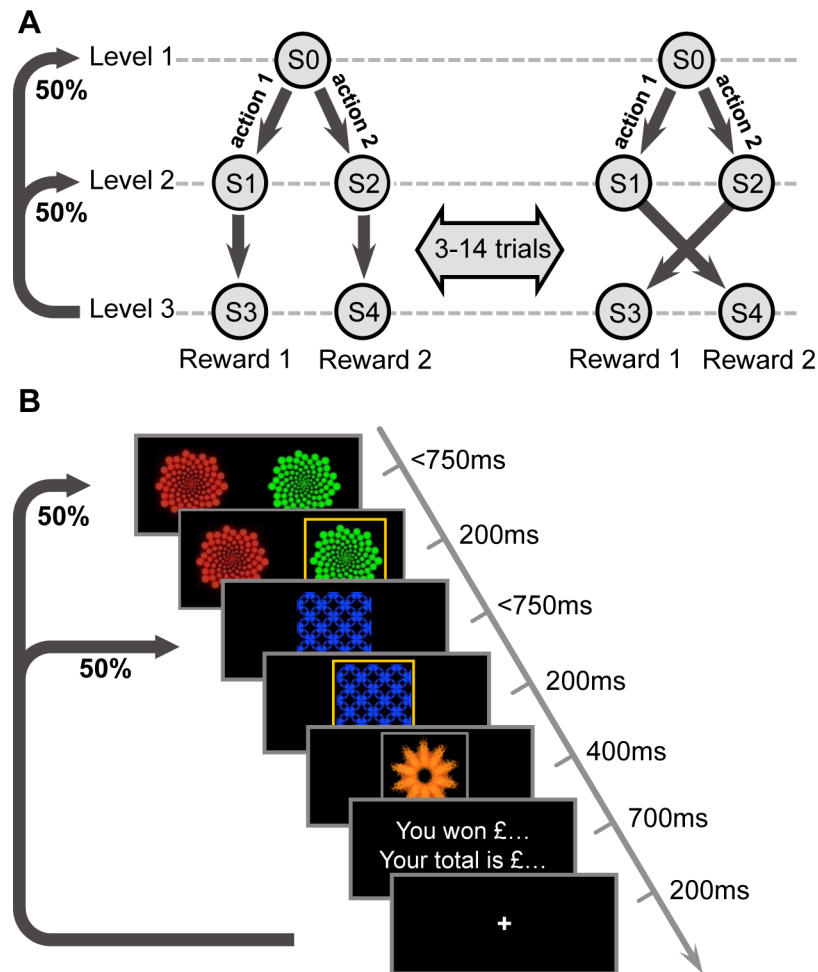 A
Level 1
S0
S0
50%
action 1
action 2
action 1
action 2
Level 2
S1
S2
S1
S2
50%
3-14 trials
Level 3
S3
S4
S3
S4
Reward 1
Reward 2
Reward 1
Reward 2
B
<750ms
50%
200ms
<750ms
50%
200ms
400ms
You won £...
Your total is £...
700ms
200ms
+